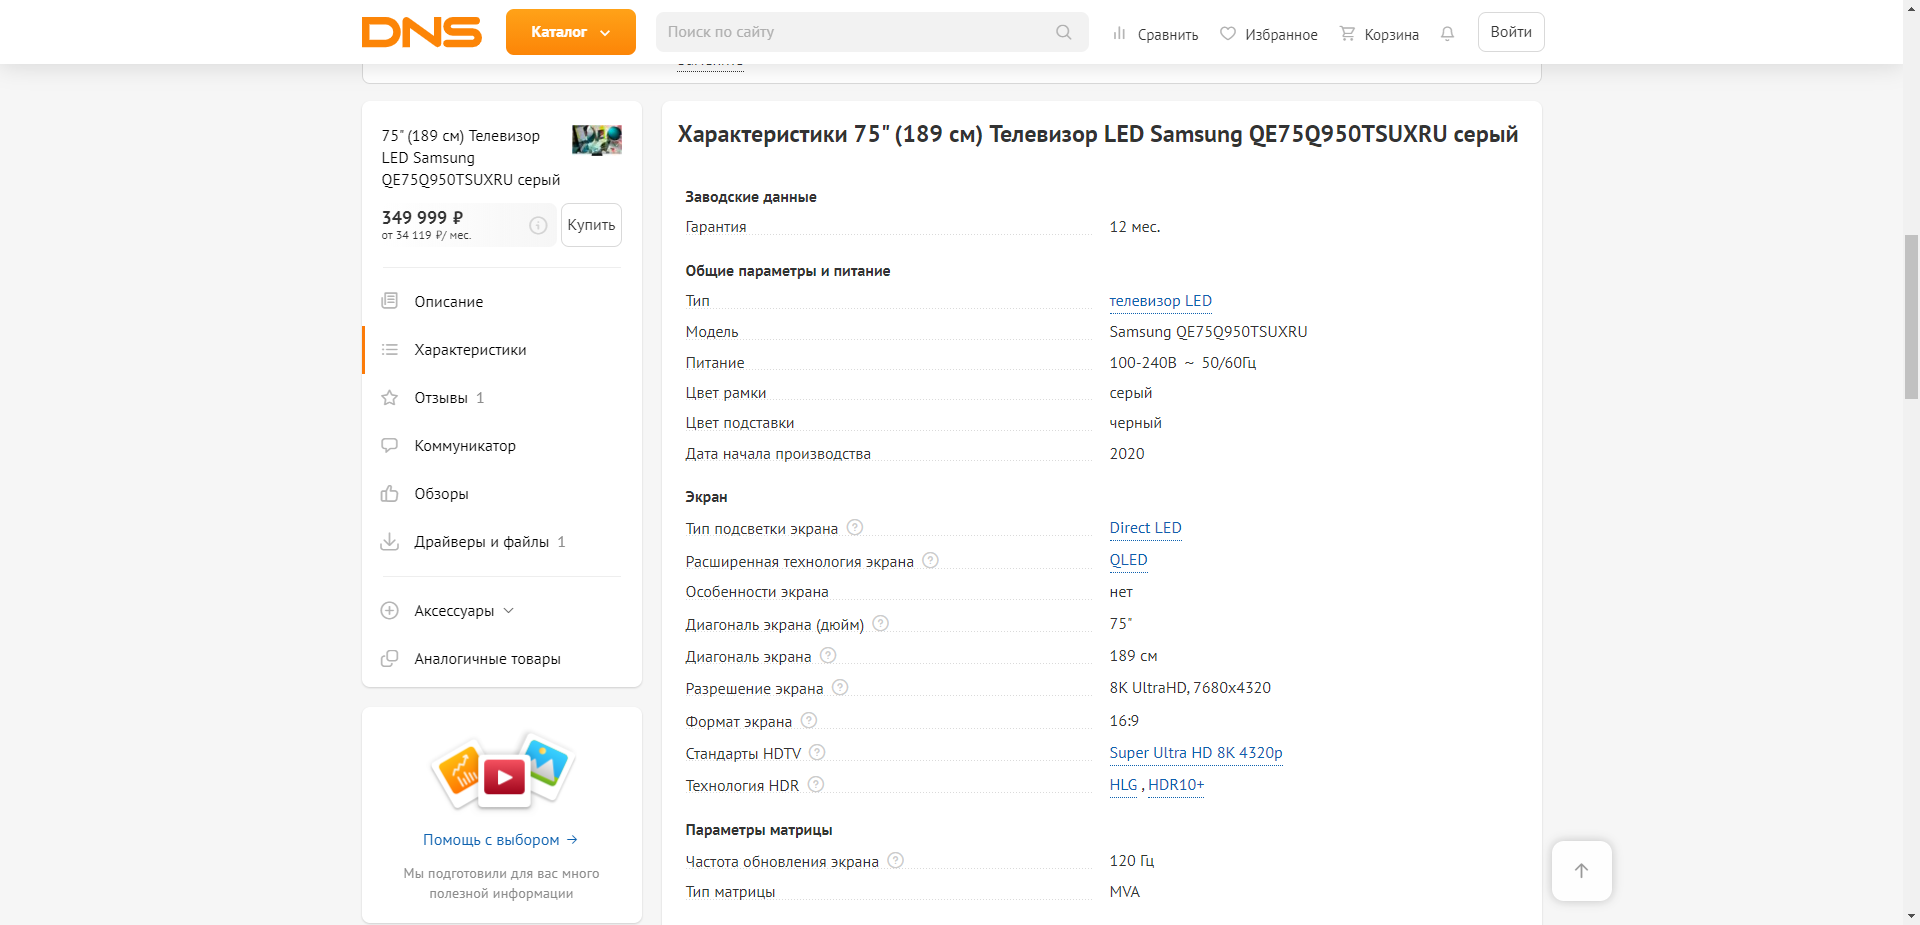 DNS
Каталог
Поиск по сайту
Сравнить
Избранное
Корзина
Войти
75" (189 см) Телевизор
LED Samsung
QE75Q950TSUXRU серый
349 999 ₽
от 34 119 ₽/ мес.
Купить
Описание
Характеристики
Отзывы 1
Коммуникатор
Обзоры
Драйверы и файлы 1
Аксессуары
Аналогичные товары
Помощь с выбором →
Мы подготовили для вас много
полезной информации
Характеристики 75" (189 см) Телевизор LED Samsung QE75Q950TSUXRU серый
Заводские данные
Гарантия 12 мес.
Общие параметры и питание
Тип телевизор LED
Модель Samsung QE75Q950TSUXRU
Питание 100-240В ~ 50/60Гц
Цвет рамки серый
Цвет подставки черный
Дата начала производства 2020
Экран
Тип подсветки экрана ? Direct LED
Расширенная технология экрана ? QLED
Особенности экрана нет
Диагональ экрана (дюйм) ? 75"
Диагональ экрана ? 189 см
Разрешение экрана ? 8K UltraHD, 7680x4320
Формат экрана ? 16:9
Стандарты HDTV ? Super Ultra HD 8K 4320p
Технология HDR ? HLG , HDR10+
Параметры матрицы
Частота обновления экрана ? 120 Гц
Тип матрицы MVA